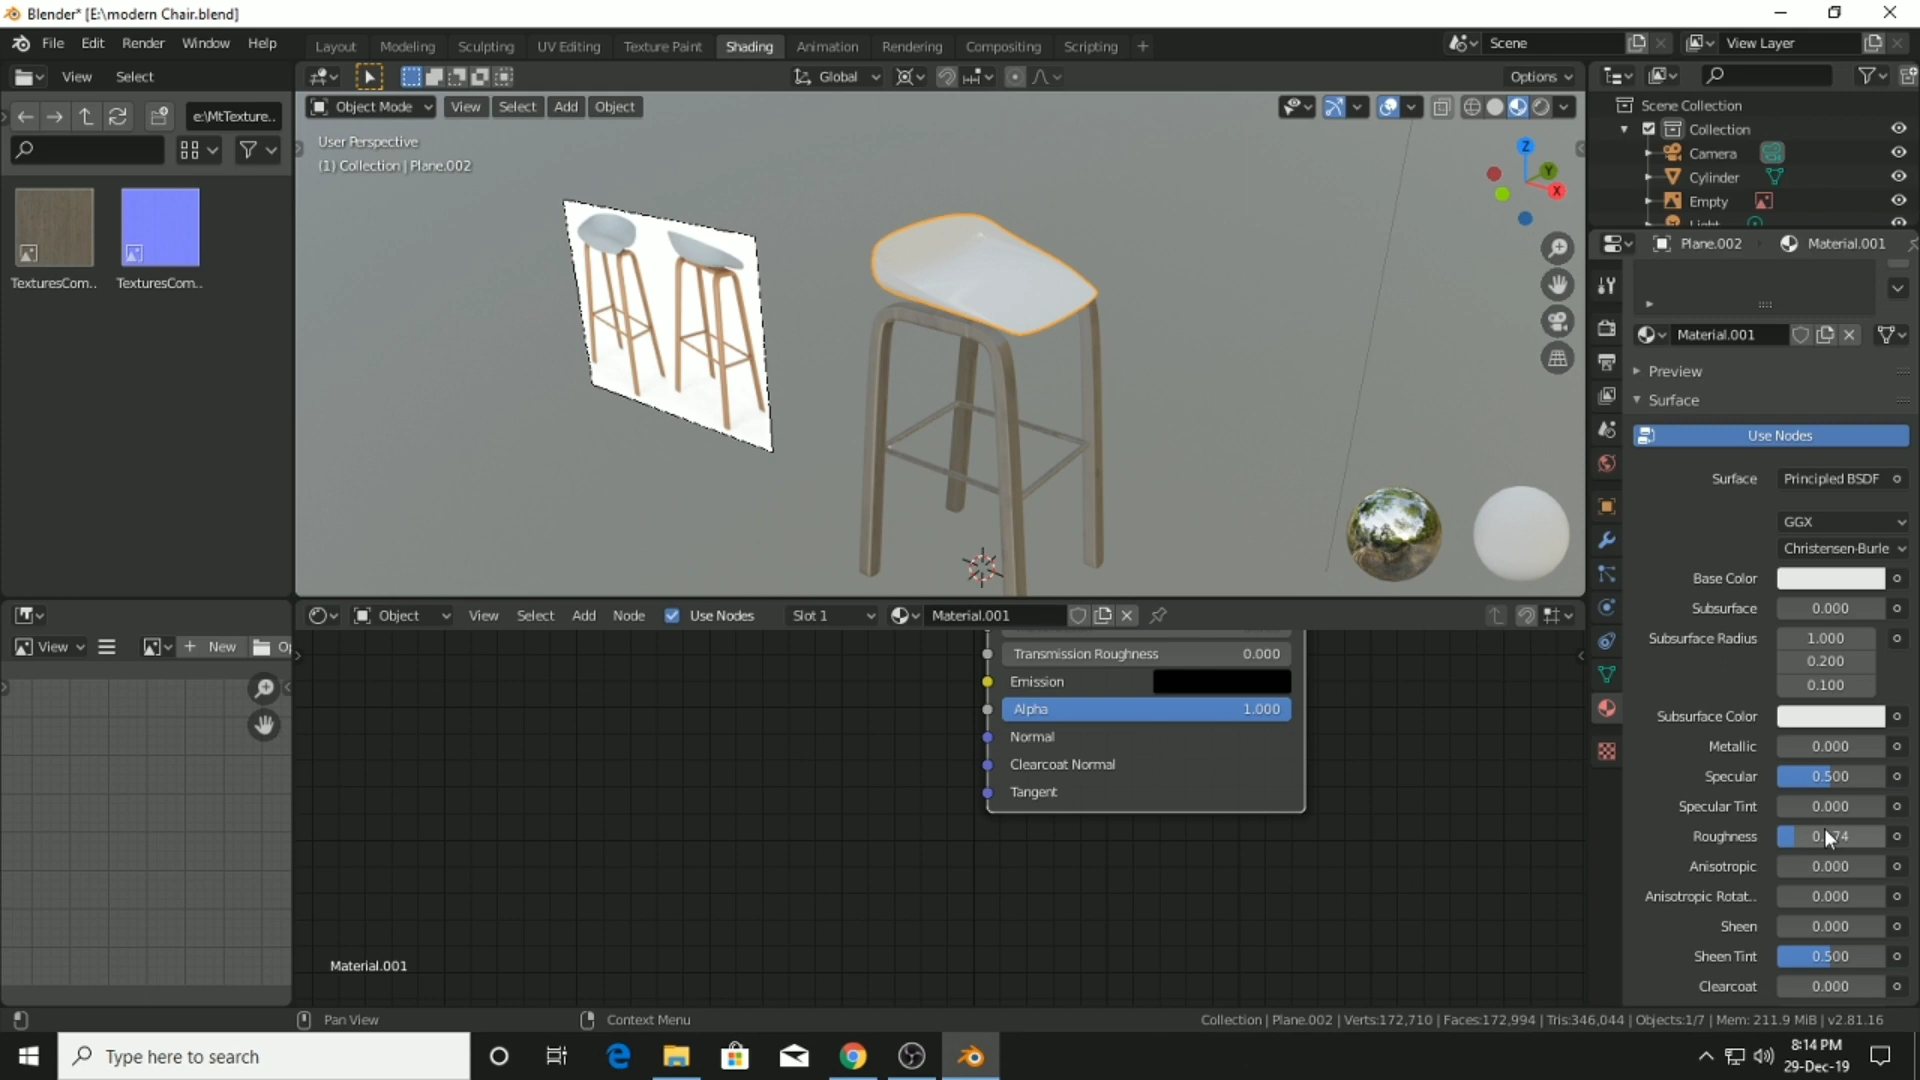 Blender* [E:\modern Chair.blend]
File Edit Render Window Help
Layout Modeling Sculpting UV Editing Texture Paint Shading Animation Rendering Compositing Scripting +
Scene
View Layer
View Select
Global
Options
e:\MtTexture..
Object Mode View Select Add Object
User Perspective
(1) Collection | Plane.002
TexturesCom..
TexturesCom..
Z
Y
X
Scene Collection
Collection
Camera
Cylinder
Empty
Plane.002
Material.001
Material.001
Preview
Surface
Use Nodes
Surface Principled BSDF
GGX
Christensen-Burle
Base Color
Subsurface 0.000
Subsurface Radius 1.000
0.200
0.100
Subsurface Color
Metallic 0.000
Specular 0.500
Specular Tint 0.000
Roughness
Anisotropic 0.000
Anisotropic Rotat.. 0.000
Sheen 0.000
Sheen Tint 0.500
Clearcoat 0.000
View
New
Object View Select Add Node Use Nodes Slot 1 Material.001
Transmission Roughness 0.000
Emission
Alpha 1.000
Normal
Clearcoat Normal
Tangent
Material.001
Pan View
Context Menu
Collection | Plane.002 | Verts:172,710 | Faces:172,994 | Tris:346,044 | Objects:1/7 | Mem: 211.9 MiB | v2.81.16
Type here to search
8:14 PM
29-Dec-19